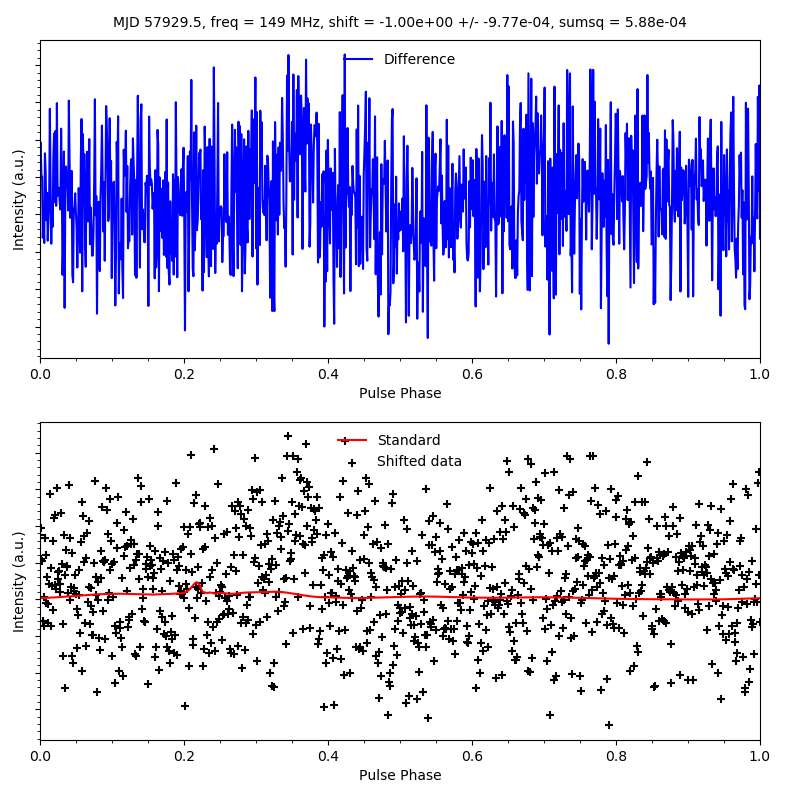 MJD 57929.5, freq = 149 MHz, shift = -1.00e+00 +/- -9.77e-04, sumsq = 5.88e-04
Difference
Intensity (a.u.)
0.0 0.2 0.4 0.6 0.8 1.0
Pulse Phase
Standard
Shifted data
Intensity (a.u.)
0.0 0.2 0.4 0.6 0.8 1.0
Pulse Phase